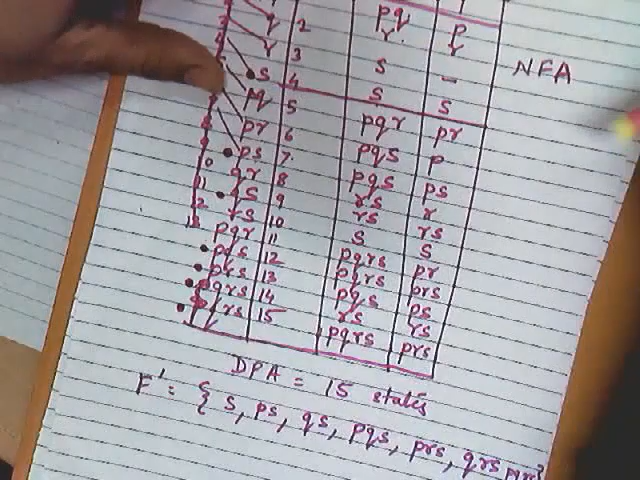 q 2 pq p
r 3 r r
s 4 s -
pq 5 s s
pr 6 pqr pr
ps 7 pqs p
qr 8 pqs ps
qs 9 rs r
rs 10 rs rs
pqr 11 s s
pqs 12 pqrs pr
prs 13 pqrs prs
qrs 14 pqs ps
15 rs rs
pqrs prs
NFA
DPA = 15 states
F' = { s, ps, qs, pqs, prs, qrs